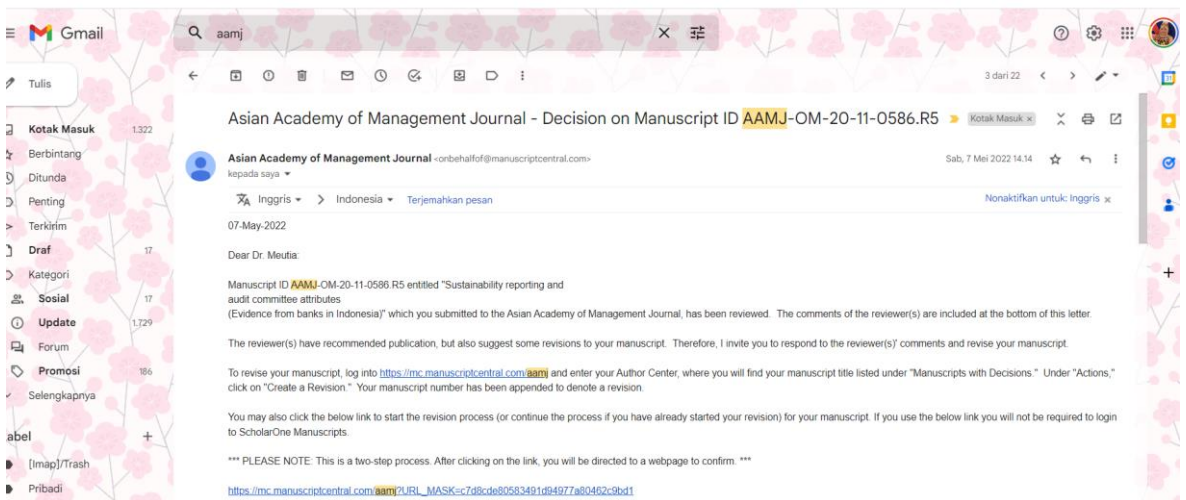 Gmail
aamj
Tulis
3 dari 22
Kotak Masuk 1.322
Berbintang
Ditunda
Penting
Terkirim
Draf 17
Kategori
Sosial 17
Update 1.729
Forum
Promosi 186
Selengkapnya
abel
[Imap]/Trash
Pribadi
Asian Academy of Management Journal - Decision on Manuscript ID AAMJ-OM-20-11-0586.R5
Kotak Masuk x
Asian Academy of Management Journal <onbehalfof@manuscriptcentral.com>
Sab, 7 Mei 2022 14.14
kepada saya
Inggris > Indonesia Terjemahkan pesan
Nonaktifkan untuk: Inggris x
07-May-2022
Dear Dr. Meutia:
Manuscript ID AAMJ-OM-20-11-0586.R5 entitled "Sustainability reporting and
audit committee attributes
(Evidence from banks in Indonesia)" which you submitted to the Asian Academy of Management Journal, has been reviewed. The comments of the reviewer(s) are included at the bottom of this letter.
The reviewer(s) have recommended publication, but also suggest some revisions to your manuscript. Therefore, I invite you to respond to the reviewer(s)' comments and revise your manuscript.
To revise your manuscript, log into https://mc.manuscriptcentral.com/aamj and enter your Author Center, where you will find your manuscript title listed under "Manuscripts with Decisions." Under "Actions,"
click on "Create a Revision." Your manuscript number has been appended to denote a revision.
You may also click the below link to start the revision process (or continue the process if you have already started your revision) for your manuscript. If you use the below link you will not be required to login
to ScholarOne Manuscripts.
*** PLEASE NOTE: This is a two-step process. After clicking on the link, you will be directed to a webpage to confirm. ***
https://mc.manuscriptcentral.com/aamj?URL_MASK=c7d8cde80583491d94977a80462c9bd1